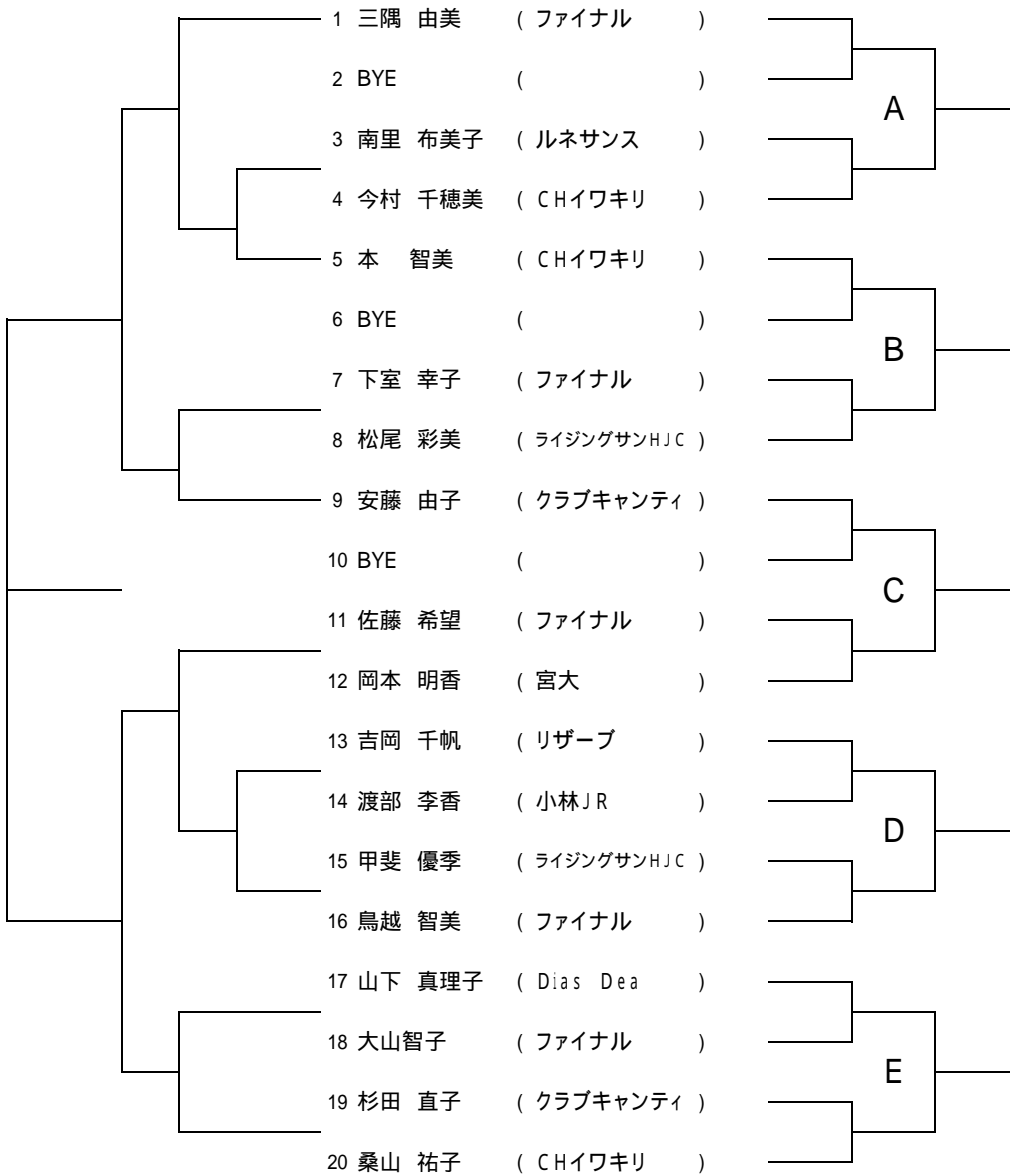 1 三隅 由美 ( ファイナル )
2 BYE ( )
A
3 南里 布美子 ( ルネサンス )
4 今村 千穂美 ( CHイワキリ )
5 本 智美 ( CHイワキリ )
6 BYE ( )
B
7 下室 幸子 ( ファイナル )
8 松尾 彩美 ( ライジングサンHJC )
9 安藤 由子 ( クラブキャンティ )
10 BYE ( )
C
11 佐藤 希望 ( ファイナル )
12 岡本 明香 ( 宮大 )
13 吉岡 千帆 ( リザーブ )
14 渡部 李香 ( 小林JR )
D
15 甲斐 優季 ( ライジングサンHJC )
16 鳥越 智美 ( ファイナル )
17 山下 真理子 ( Dias Dea )
18 大山智子 ( ファイナル )
E
19 杉田 直子 ( クラブキャンティ )
20 桑山 祐子 ( CHイワキリ )